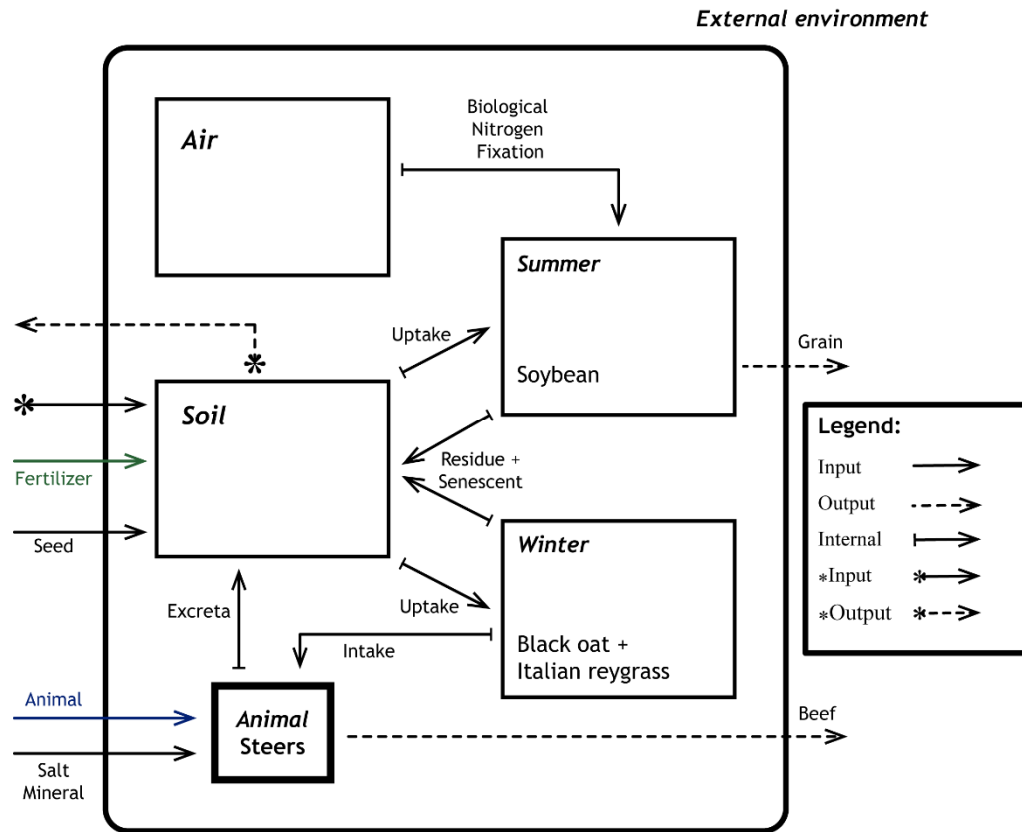 External environment
Biological
Nitrogen
Fixation
Air
Summer
Soybean
Uptake
Grain
*
*
Soil
Fertilizer
Seed
Residue +
Senescent
Winter
Black oat +
Italian reygrass
Uptake
Excreta
Intake
Animal
Salt
Mineral
Animal
Steers
Beef
Legend:
Input
Output
Internal
*Input *
*Output *